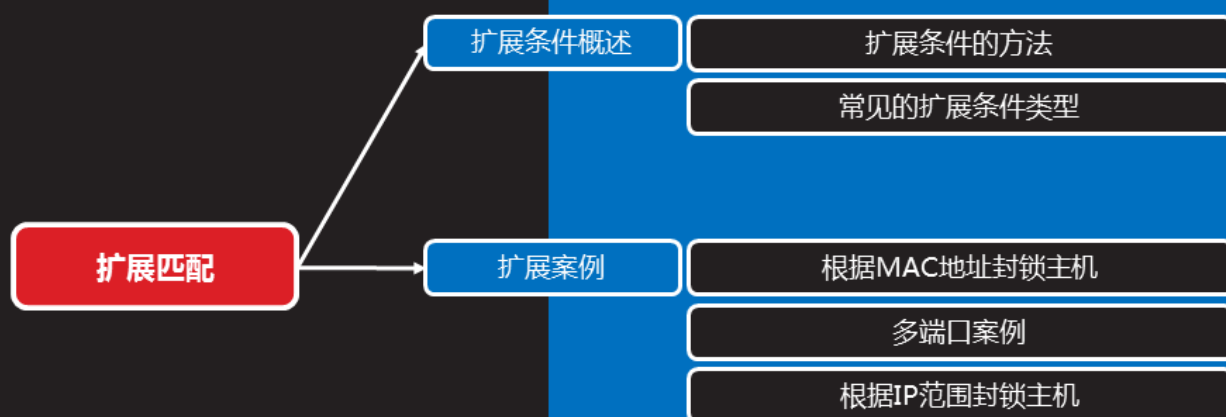 扩展条件概述
扩展条件的方法
常见的扩展条件类型
扩展匹配
扩展案例
根据MAC地址封锁主机
多端口案例
根据IP范围封锁主机